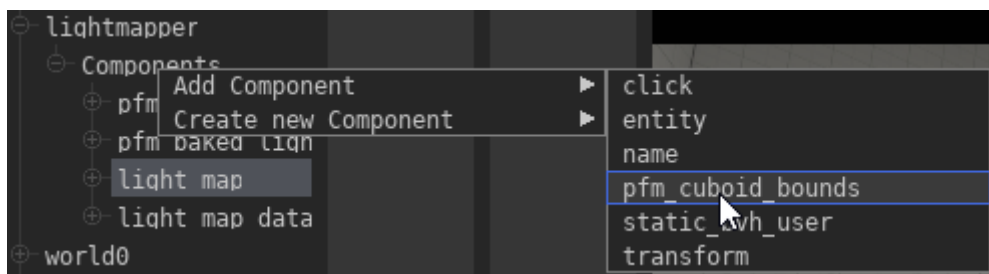 lightmapper
Components
pfm
pfm baked ligh
light map
light map data
world0
Add Component
Create new Component
click
entity
name
pfm_cuboid_bounds
static_bvh_user
transform